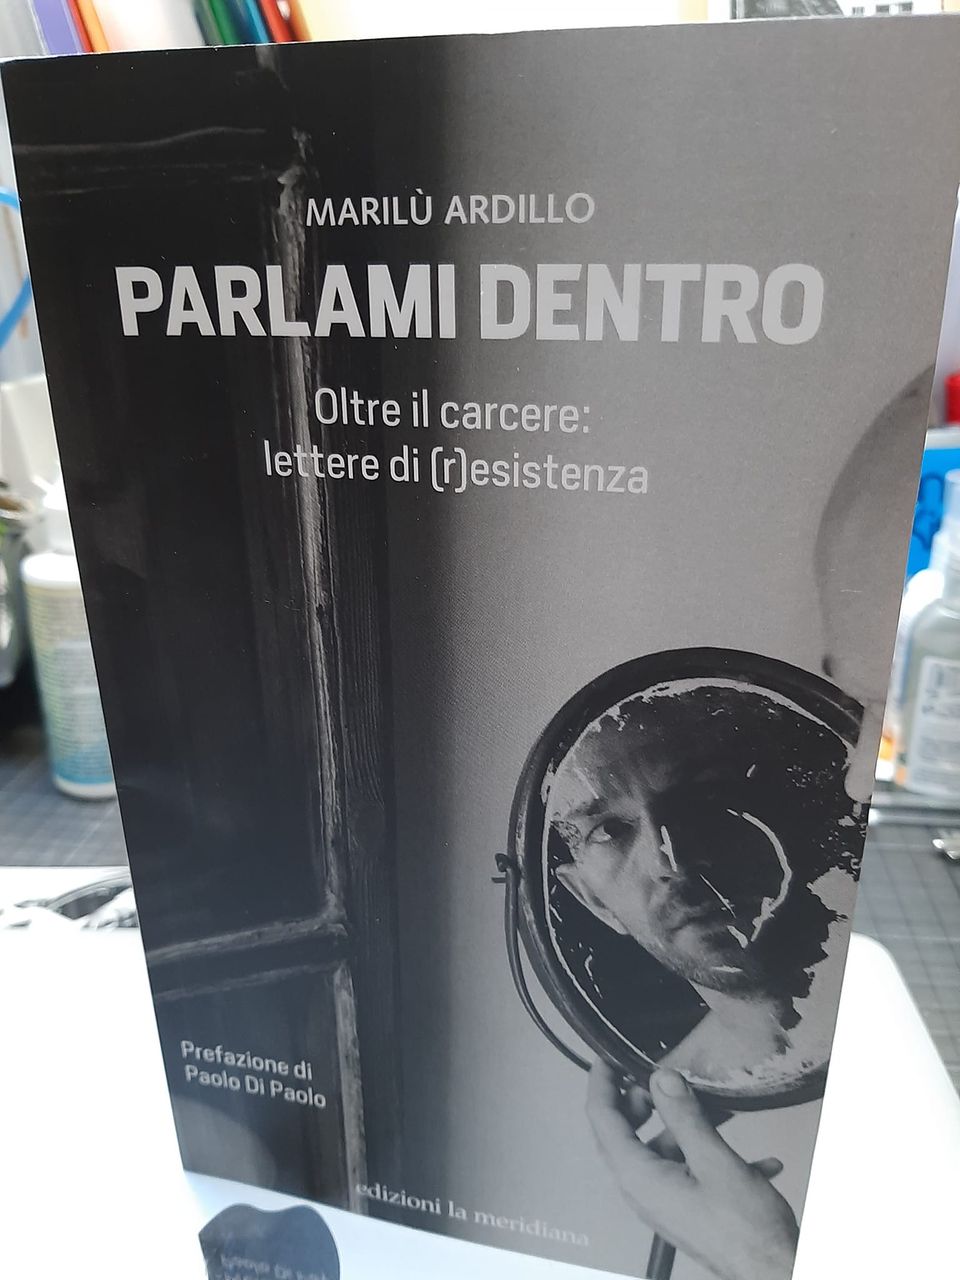 MARILÙ ARDILLO
PARLAMI DENTRO
Oltre il carcere:
lettere di (r)esistenza
Prefazione di
Paolo Di Paolo
edizioni la meridiana